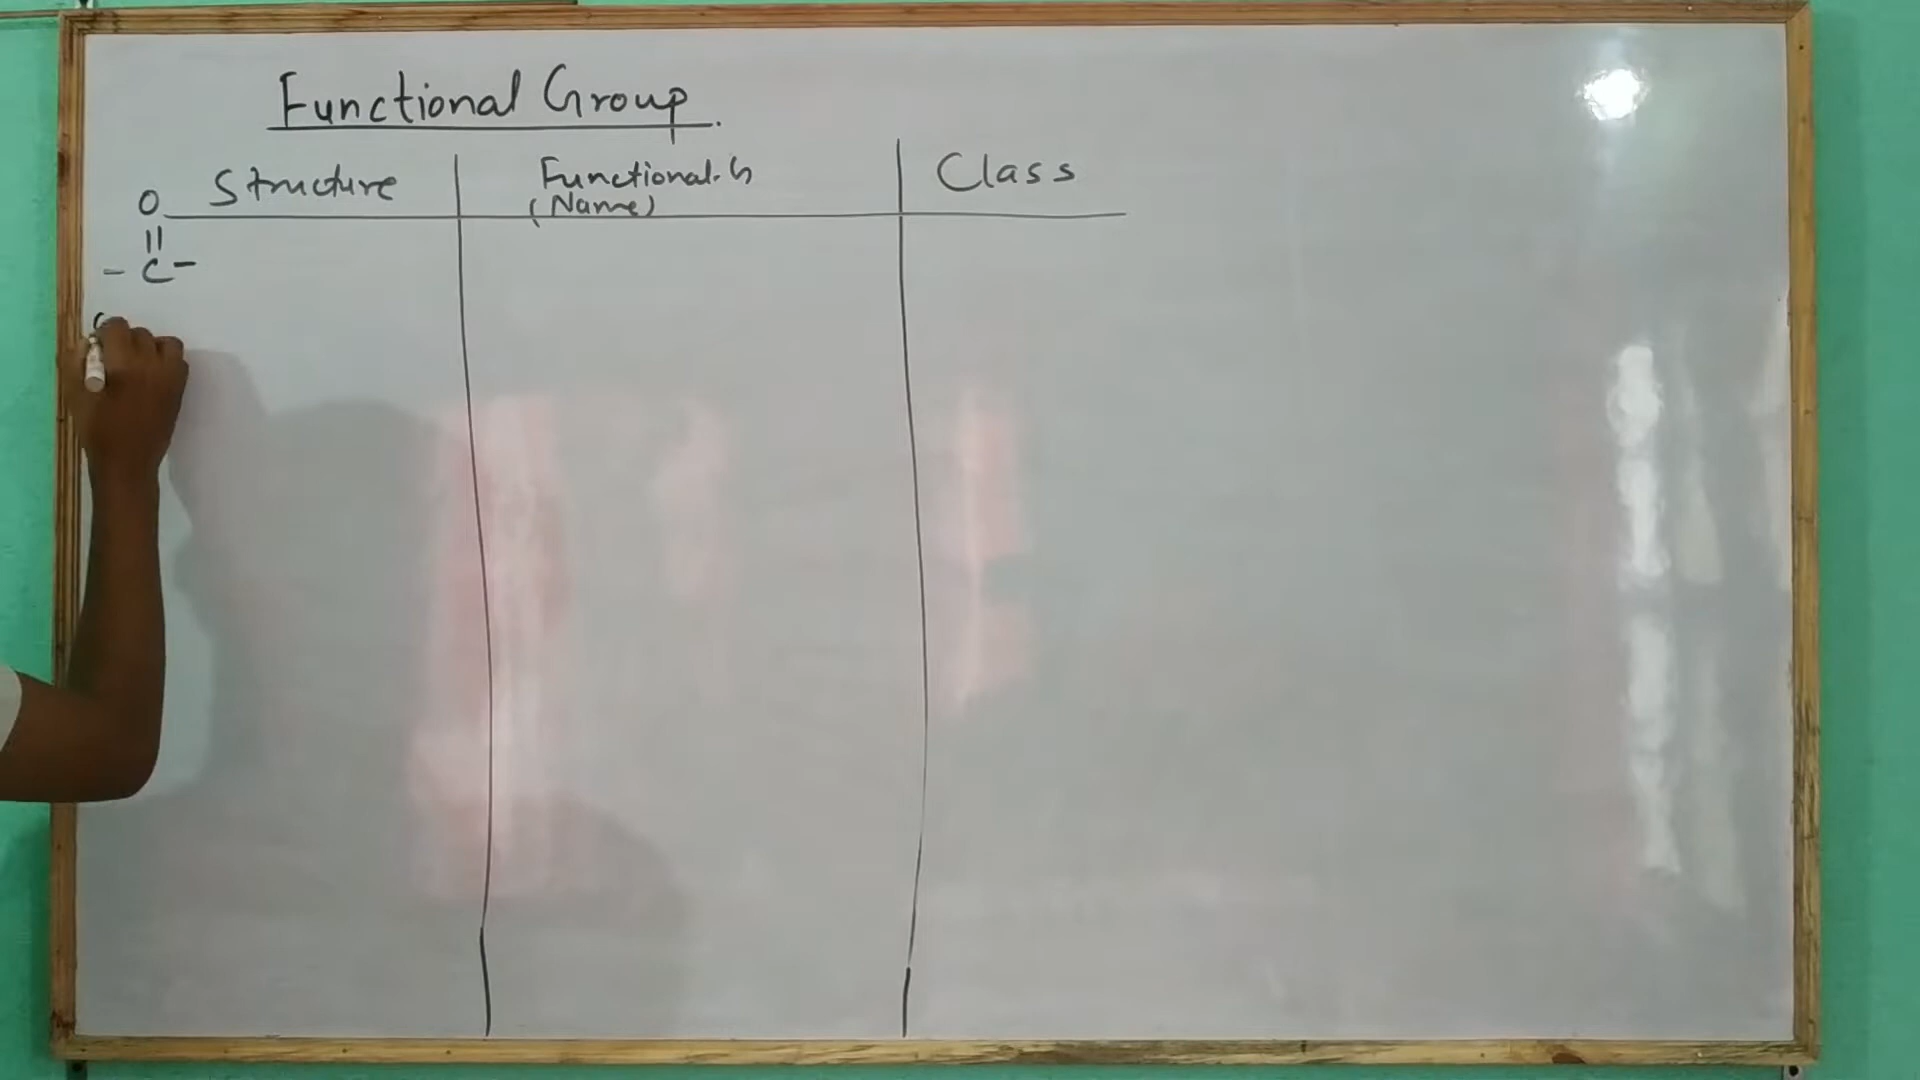 Functional Group.
Structure
Functional. G
(Name)
Class
O
||
- C -